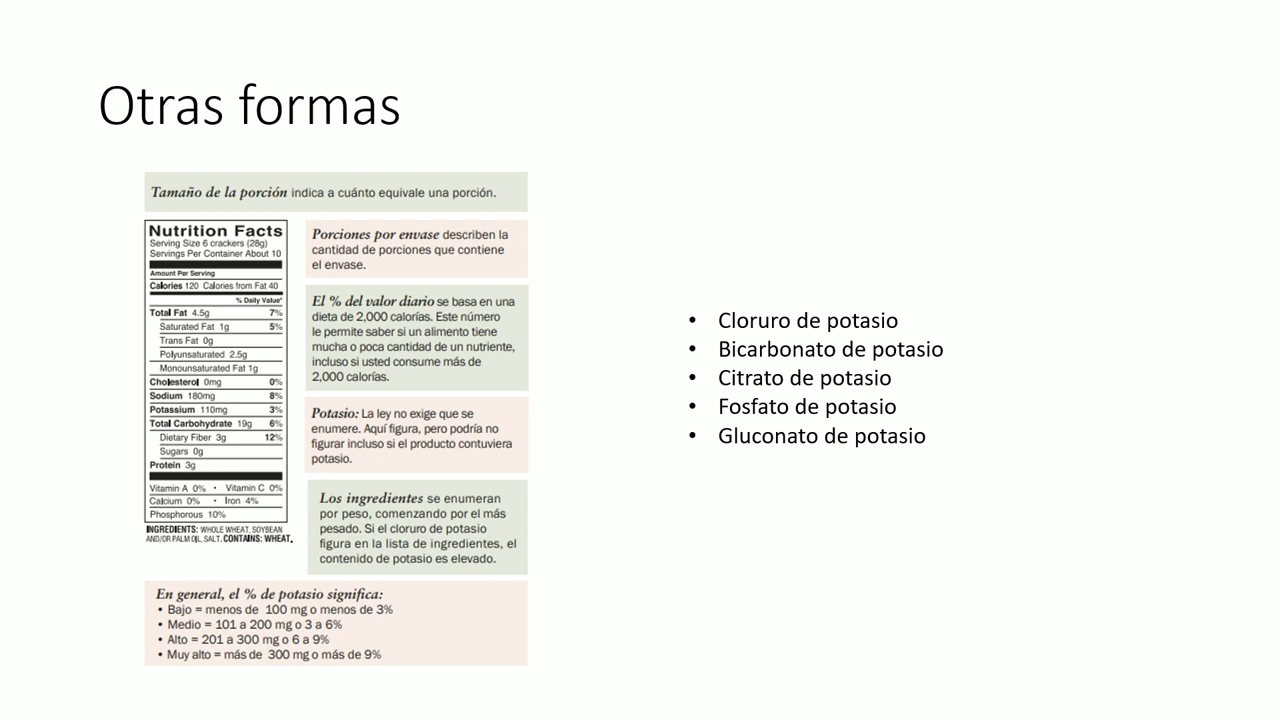 Otras formas
Tamaño de la porción indica a cuánto equivale una porción.
Nutrition Facts
Serving Size 6 crackers (28g)
Servings Per Container About 10
Amount Per Serving
Calories 120 Calories from Fat 40
% Daily Value*
Total Fat 4.5g 7%
Saturated Fat 1g 5%
Trans Fat 0g
Polyunsaturated 2.5g
Monounsaturated Fat 1g
Cholesterol 0mg 0%
Sodium 180mg 8%
Potassium 110mg 3%
Total Carbohydrate 19g 6%
Dietary Fiber 3g 12%
Sugars 0g
Protein 3g
Vitamin A 0% • Vitamin C 0%
Calcium 0% • Iron 4%
Phosphorous 10%
INGREDIENTS: WHOLE WHEAT, SOYBEAN
AND/OR PALM OIL, SALT. CONTAINS: WHEAT.
Porciones por envase describen la
cantidad de porciones que contiene
el envase.
El % del valor diario se basa en una
dieta de 2,000 calorías. Este número
le permite saber si un alimento tiene
mucha o poca cantidad de un nutriente,
incluso si usted consume más de
2,000 calorías.
Potasio: La ley no exige que se
enumere. Aquí figura, pero podría no
figurar incluso si el producto contuviera
potasio.
Los ingredientes se enumeran
por peso, comenzando por el más
pesado. Si el cloruro de potasio
figura en la lista de ingredientes, el
contenido de potasio es elevado.
En general, el % de potasio significa:
• Bajo = menos de 100 mg o menos de 3%
• Medio = 101 a 200 mg o 3 a 6%
• Alto = 201 a 300 mg o 6 a 9%
• Muy alto = más de 300 mg o más de 9%
• Cloruro de potasio
• Bicarbonato de potasio
• Citrato de potasio
• Fosfato de potasio
• Gluconato de potasio